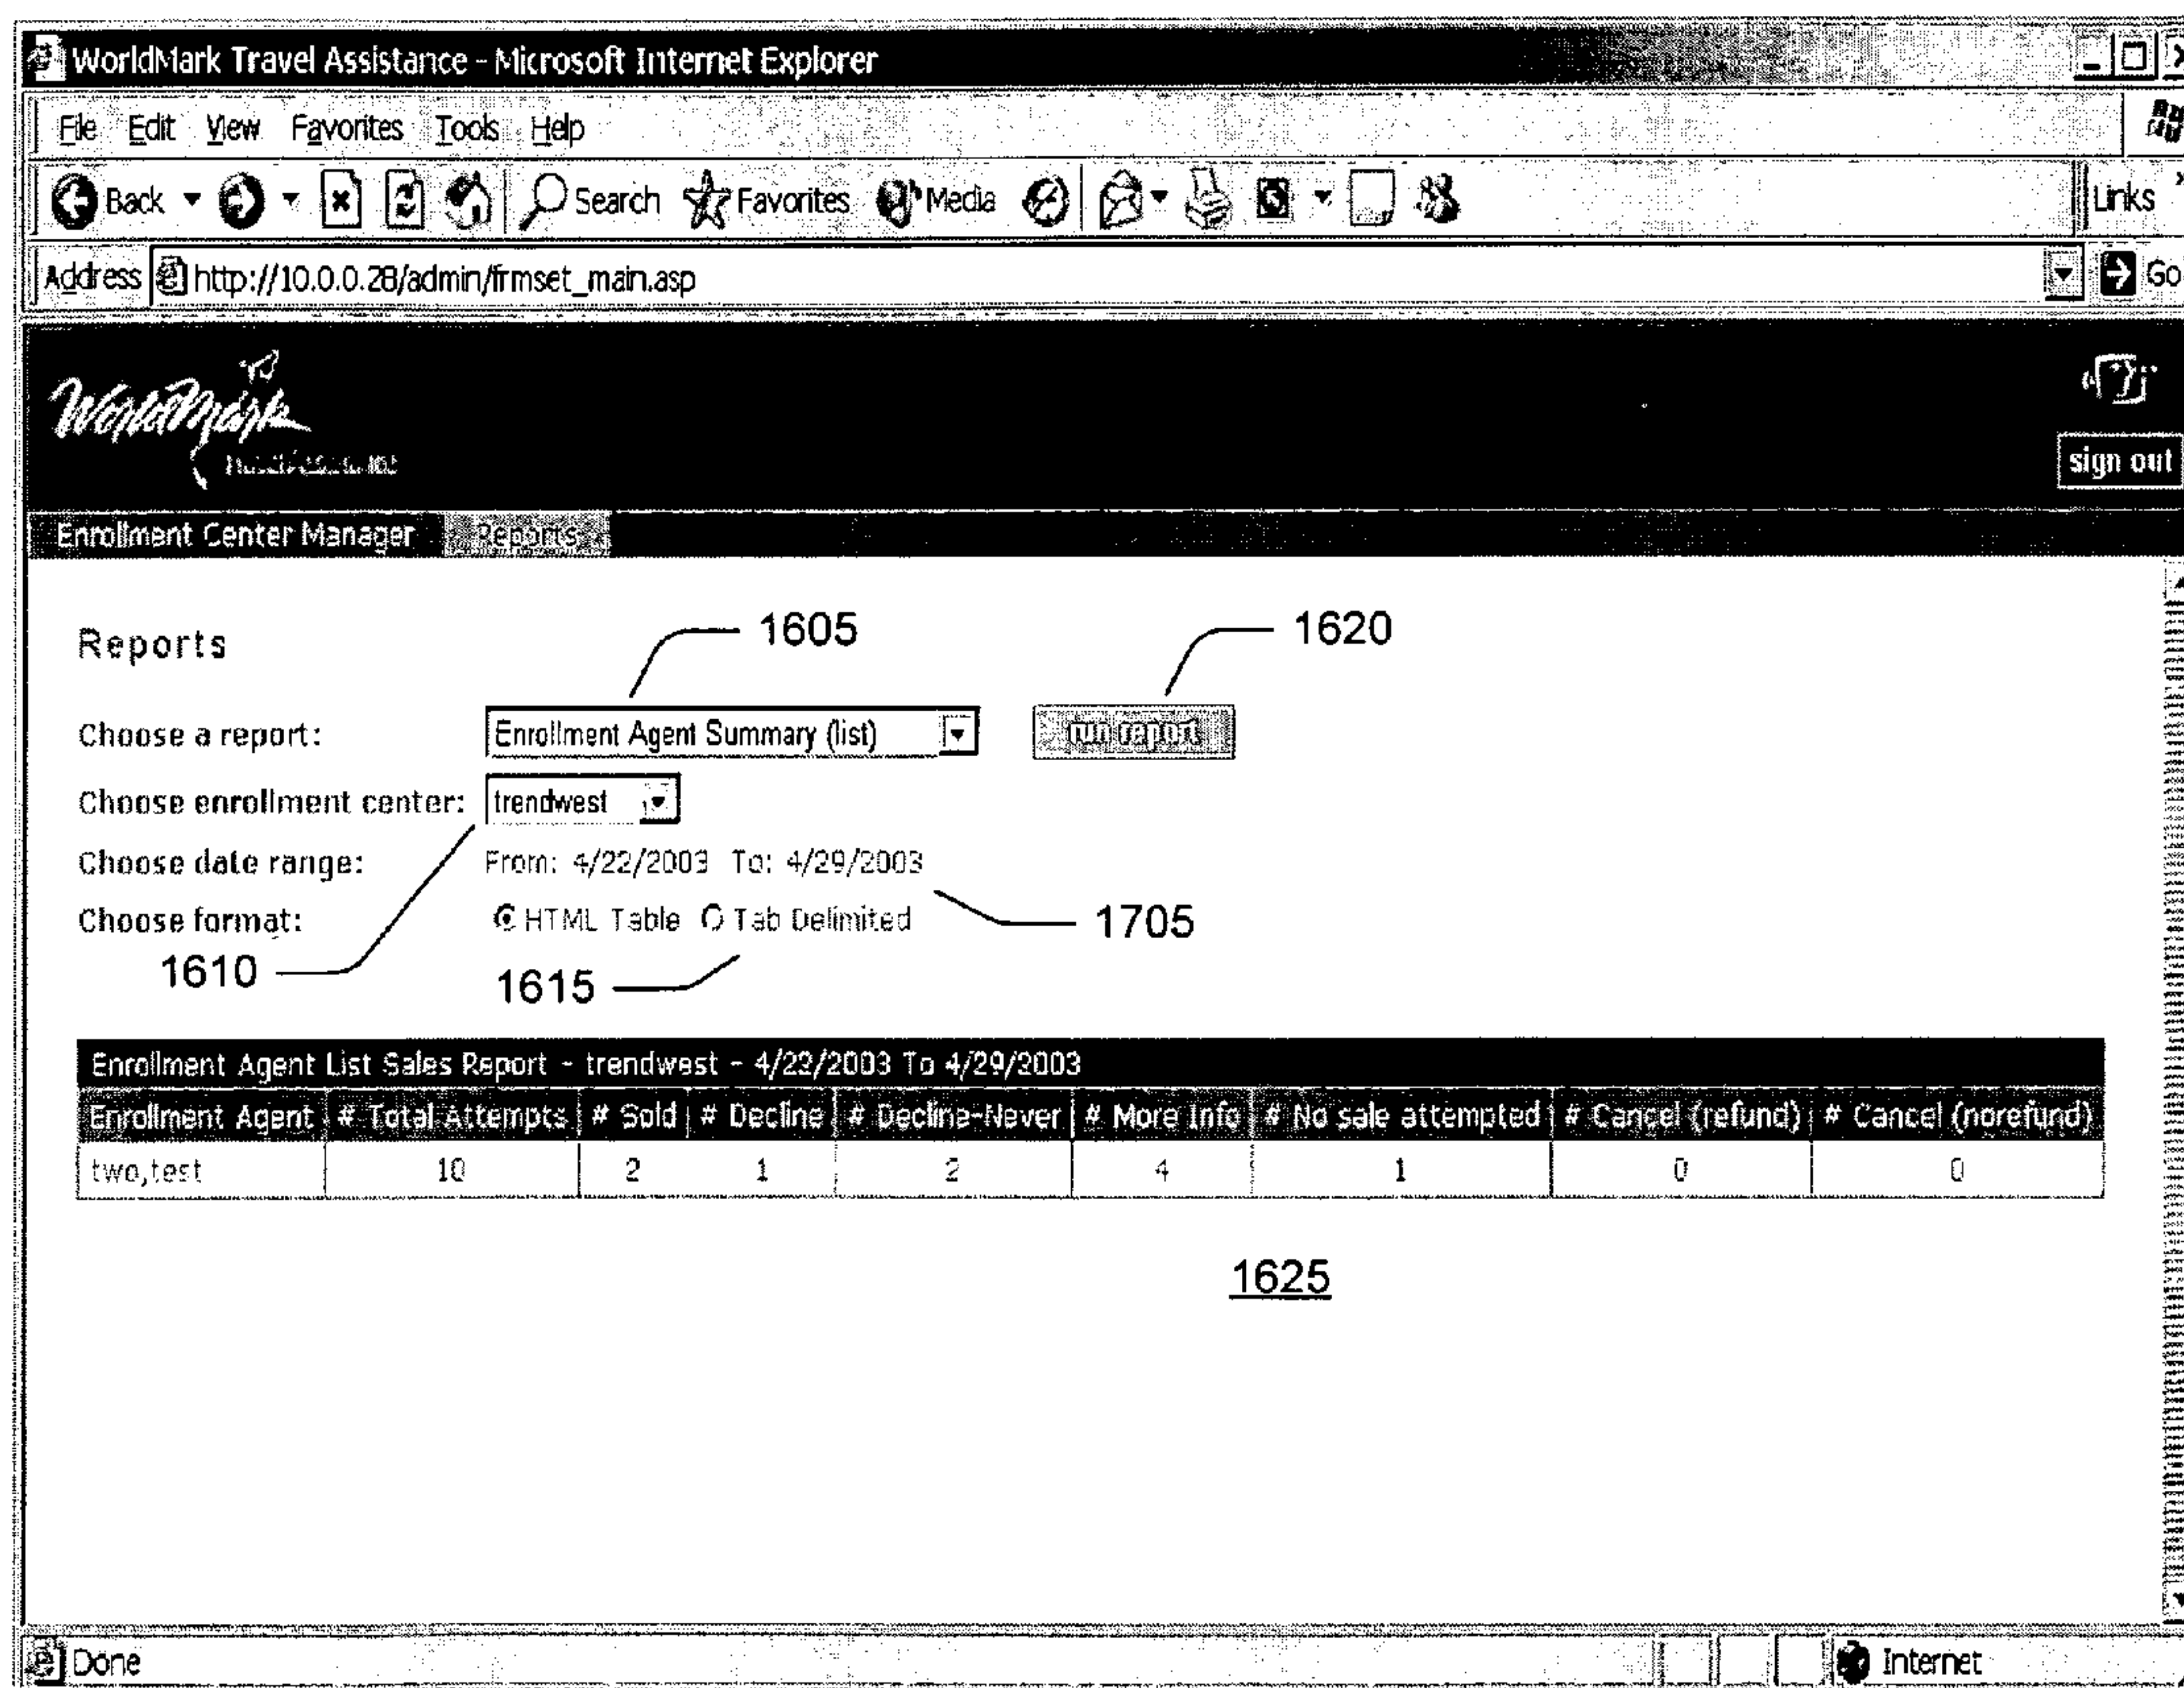 WorldMark Travel Assistance - Microsoft Internet Explorer
File Edit View Favorites Tools Help
Back Search Favorites Media Links
Address http://10.0.0.28/admin/frmset_main.asp Go
WorldMark
sign out
Enrollment Center Manager Reports
Reports
1605 1620
Choose a report: Enrollment Agent Summary (list) run report
Choose enrollment center: trendwest
Choose date range: From: 4/22/2003 To: 4/29/2003
Choose format: HTML Table Tab Delimited 1705
1610 1615
Enrollment Agent List Sales Report - trendwest - 4/22/2003 To 4/29/2003
Enrollment Agent # Total Attempts # Sold # Decline # Decline-Never # More Info # No sale attempted # Cancel (refund) # Cancel (norefund)
two,test 10 2 1 2 4 1 0 0
1625
Done Internet